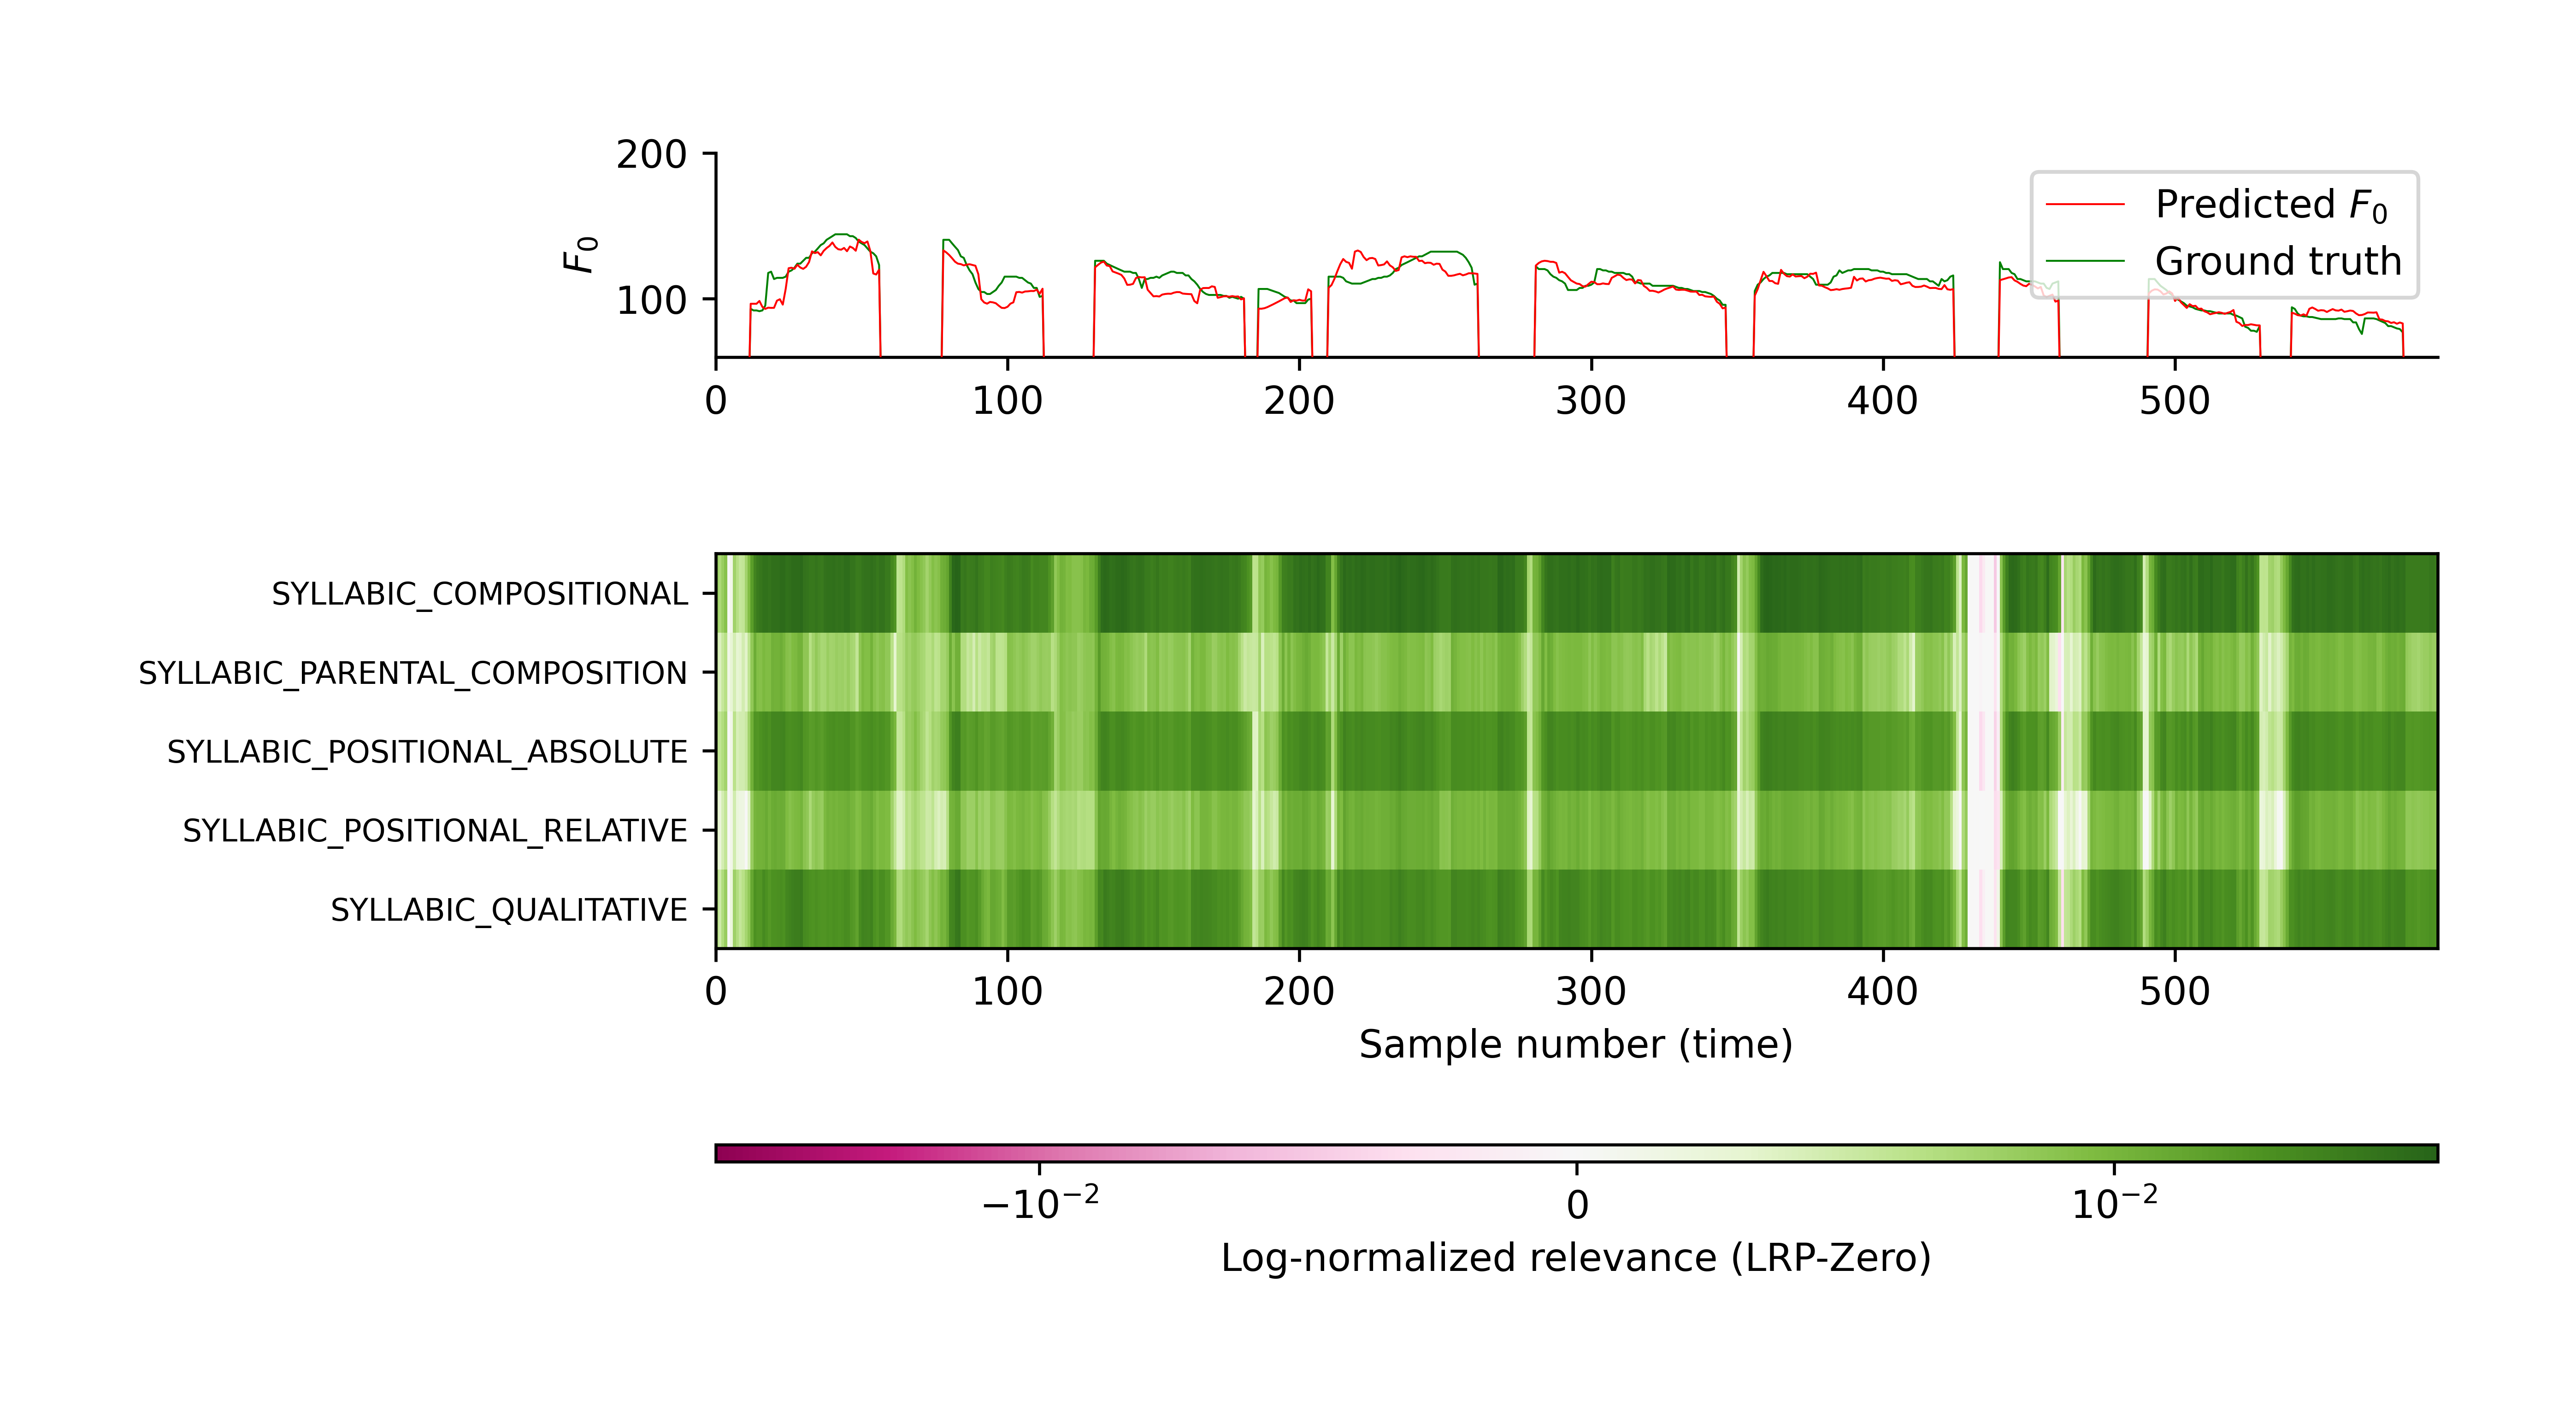 200
100
F₀
Predicted F₀
Ground truth
0 100 200 300 400 500
SYLLABIC_COMPOSITIONAL
SYLLABIC_PARENTAL_COMPOSITION
SYLLABIC_POSITIONAL_ABSOLUTE
SYLLABIC_POSITIONAL_RELATIVE
SYLLABIC_QUALITATIVE
0 100 200 300 400 500
Sample number (time)
−10⁻² 0 10⁻²
Log-normalized relevance (LRP-Zero)